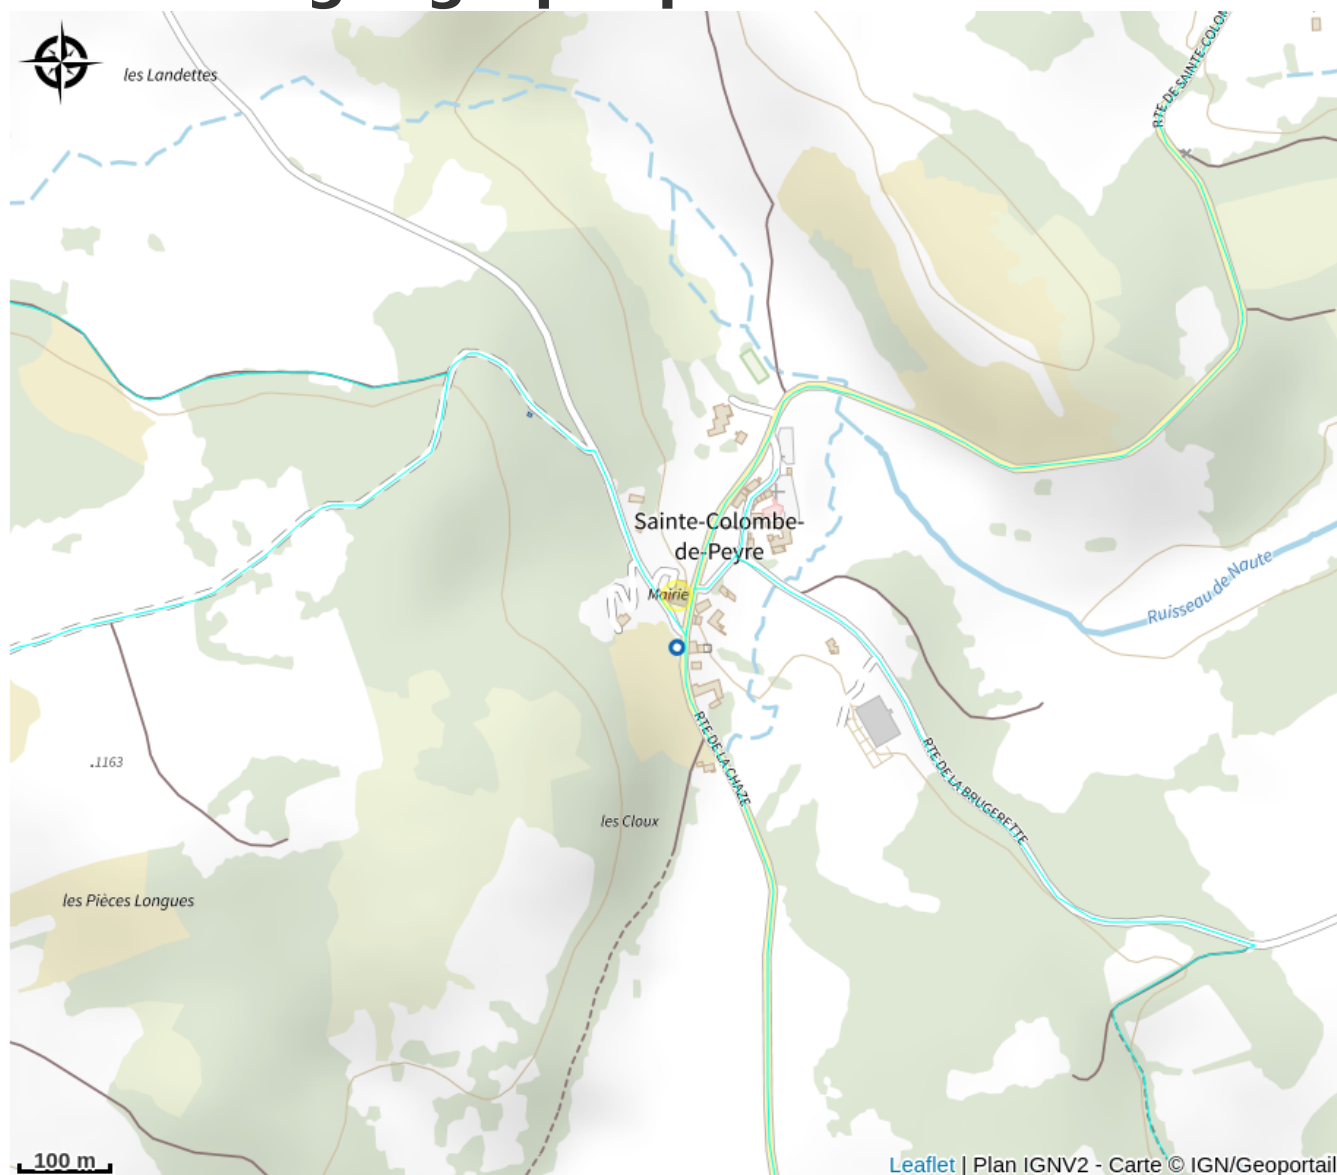 les Landettes
RTE DE SAINTE-COLOM
Sainte-Colombe-
de-Peyre
Mairie
Ruisseau de Naute
RTE DE LA CHAZE
RTE DE LA BRUGERETTE
.1163
les Cloux
les Pièces Longues
100 m
Leaflet | Plan IGNV2 - Carte © IGN/Geoportail